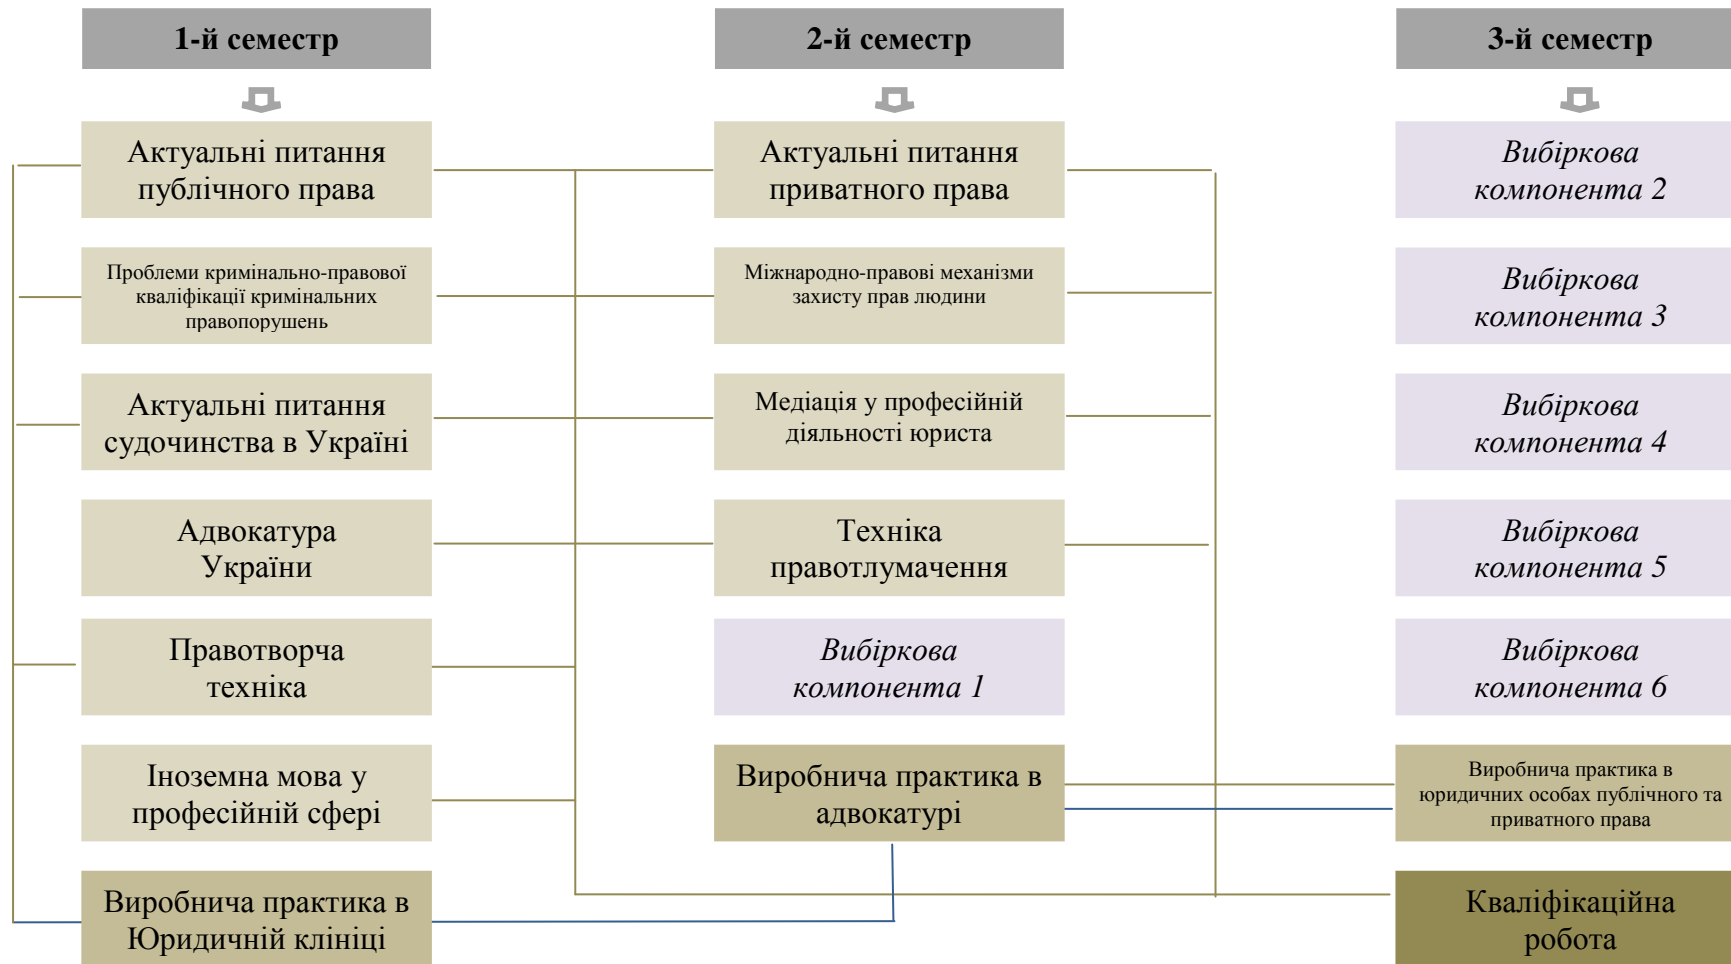 1-й семестр
2-й семестр
3-й семестр
Актуальні питання
публічного права
Актуальні питання
приватного права
Вибіркова
компонента 2
Проблеми кримінально-правової
кваліфікації кримінальних
правопорушень
Міжнародно-правові механізми
захисту прав людини
Вибіркова
компонента 3
Актуальні питання
судочинства в Україні
Медіація у професійній
діяльності юриста
Вибіркова
компонента 4
Адвокатура
України
Техніка
правотлумачення
Вибіркова
компонента 5
Правотворча
техніка
Вибіркова
компонента 1
Вибіркова
компонента 6
Іноземна мова у
професійній сфері
Виробнича практика в
адвокатурі
Виробнича практика в
юридичних особах публічного та
приватного права
Виробнича практика в
Юридичній клініці
Кваліфікаційна
робота